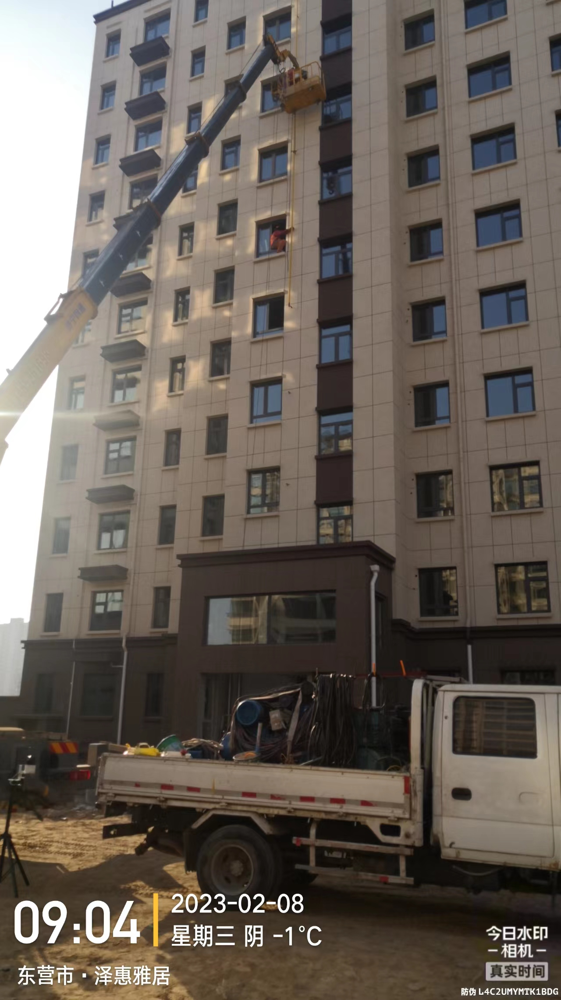 09:04
2023-02-08
星期三 阴 -1℃
东营市·泽惠雅居
今日水印
-相机-
真实时间
防伪 L4C2UMYMTK1BDG